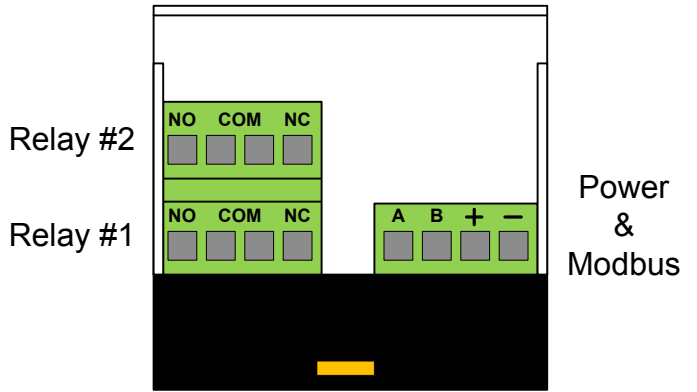 NO COM NC
Relay #2
NO COM NC
Relay #1
A B + −
Power
&
Modbus